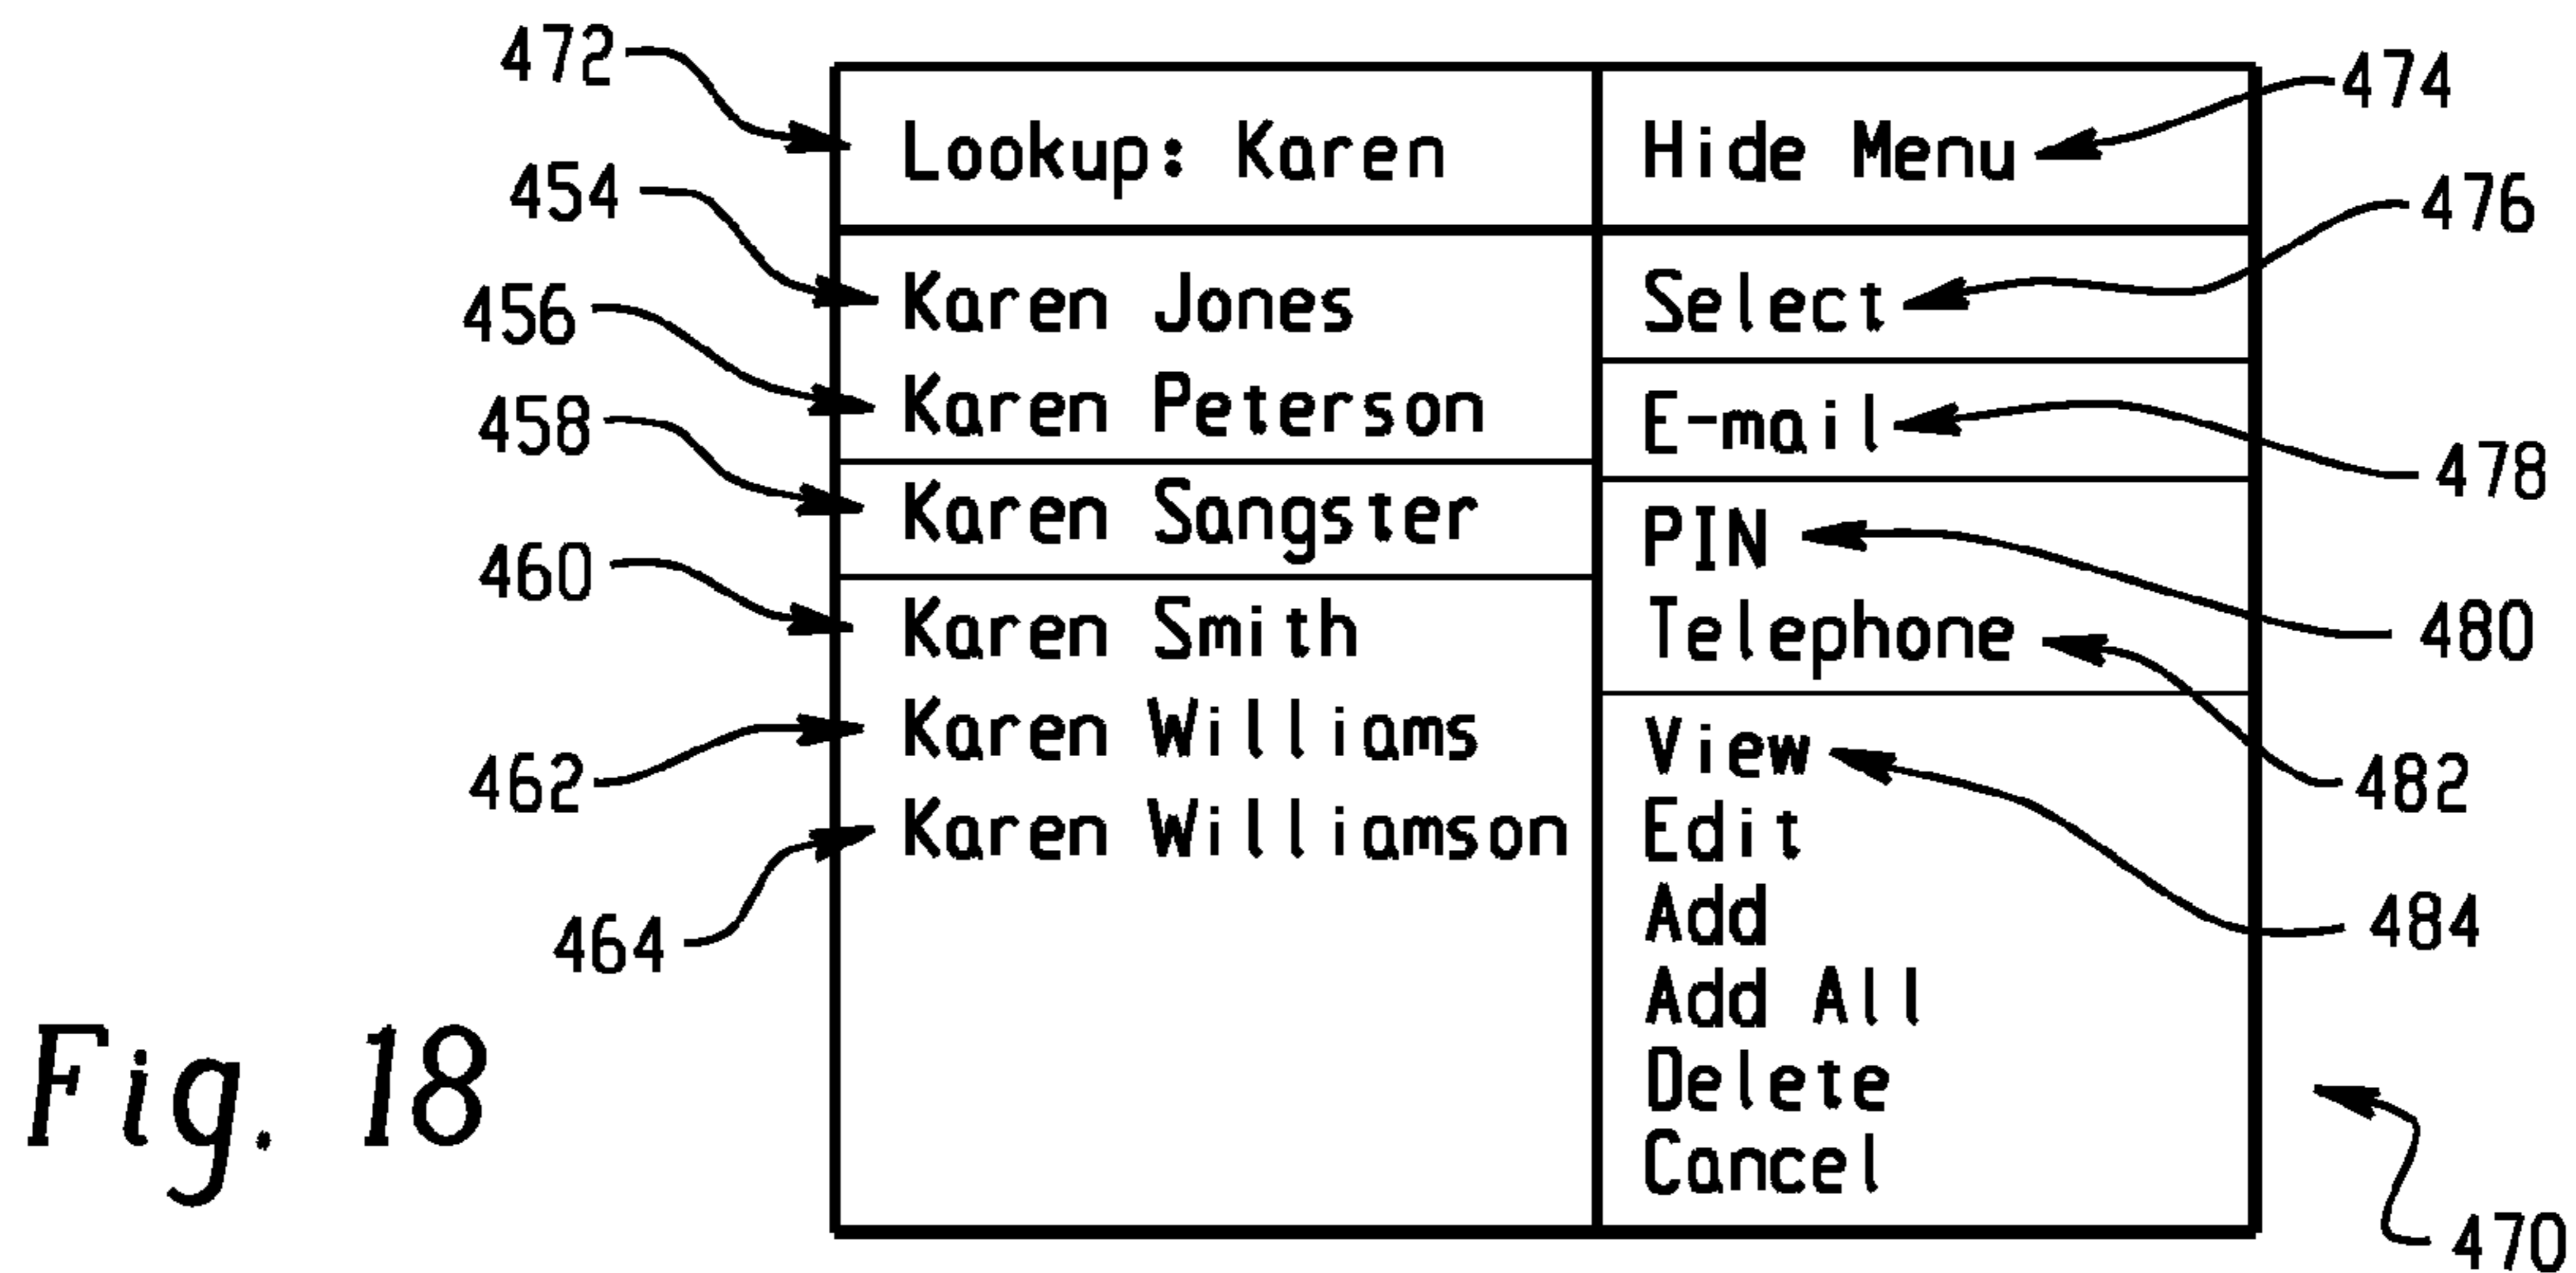 472
Lookup: Karen
Hide Menu
474
454
Karen Jones
Select
476
456
Karen Peterson
E-mail
478
458
Karen Sangster
PIN
480
460
Karen Smith
Telephone
482
462
Karen Williams
View
484
464
Karen Williamson
Edit
Add
Add All
Delete
Cancel
470
Fig. 18